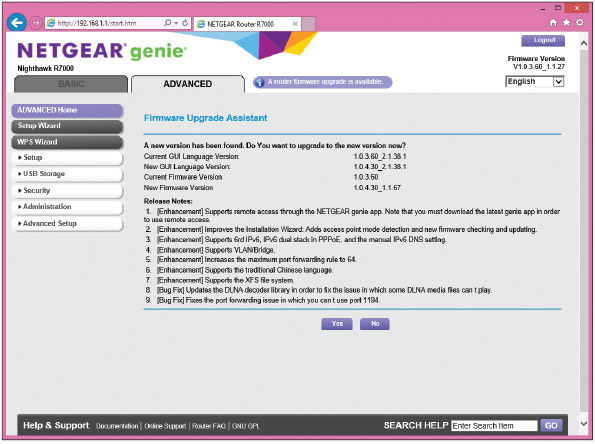 http://192.168.1.1/start.htm
NETGEAR Router R7000
NETGEAR® genie®
Logout
Nighthawk R7000
Firmware Version
V1.0.3.60_1.1.27
BASIC
ADVANCED
A router firmware upgrade is available.
English
ADVANCED Home
Setup Wizard
WPS Wizard
Setup
USB Storage
Security
Administration
Advanced Setup
Firmware Upgrade Assistant
A new version has been found. Do You want to upgrade to the new version now?
Current GUI Language Version: 1.0.3.60_2.1.38.1
New GUI Language Version: 1.0.4.30_2.1.38.1
Current Firmware Version 1.0.3.60
New Firmware Version 1.0.4.30_1.1.67
Release Notes:
1. [Enhancement] Supports remote access through the NETGEAR genie app. Note that you must download the latest genie app in order
to use remote access.
2. [Enhancement] Improves the Installation Wizard: Adds access point mode detection and new firmware checking and updating.
3. [Enhancement] Supports 6rd IPv6, IPv6 dual stack in PPPoE, and the manual IPv6 DNS setting.
4. [Enhancement] Supports VLAN/Bridge.
5. [Enhancement] Increases the maximum port forwarding rule to 64.
6. [Enhancement] Supports the traditional Chinese language.
7. [Enhancement] Supports the XFS file system.
8. [Bug Fix] Updates the DLNA decoder library in order to fix the issue in which some DLNA media files can t play.
9. [Bug Fix] Fixes the port forwarding issue in which you can t use port 1194.
Yes
No
Help & Support Documentation | Online Support | Router FAQ | GNU GPL
SEARCH HELP Enter Search Item GO